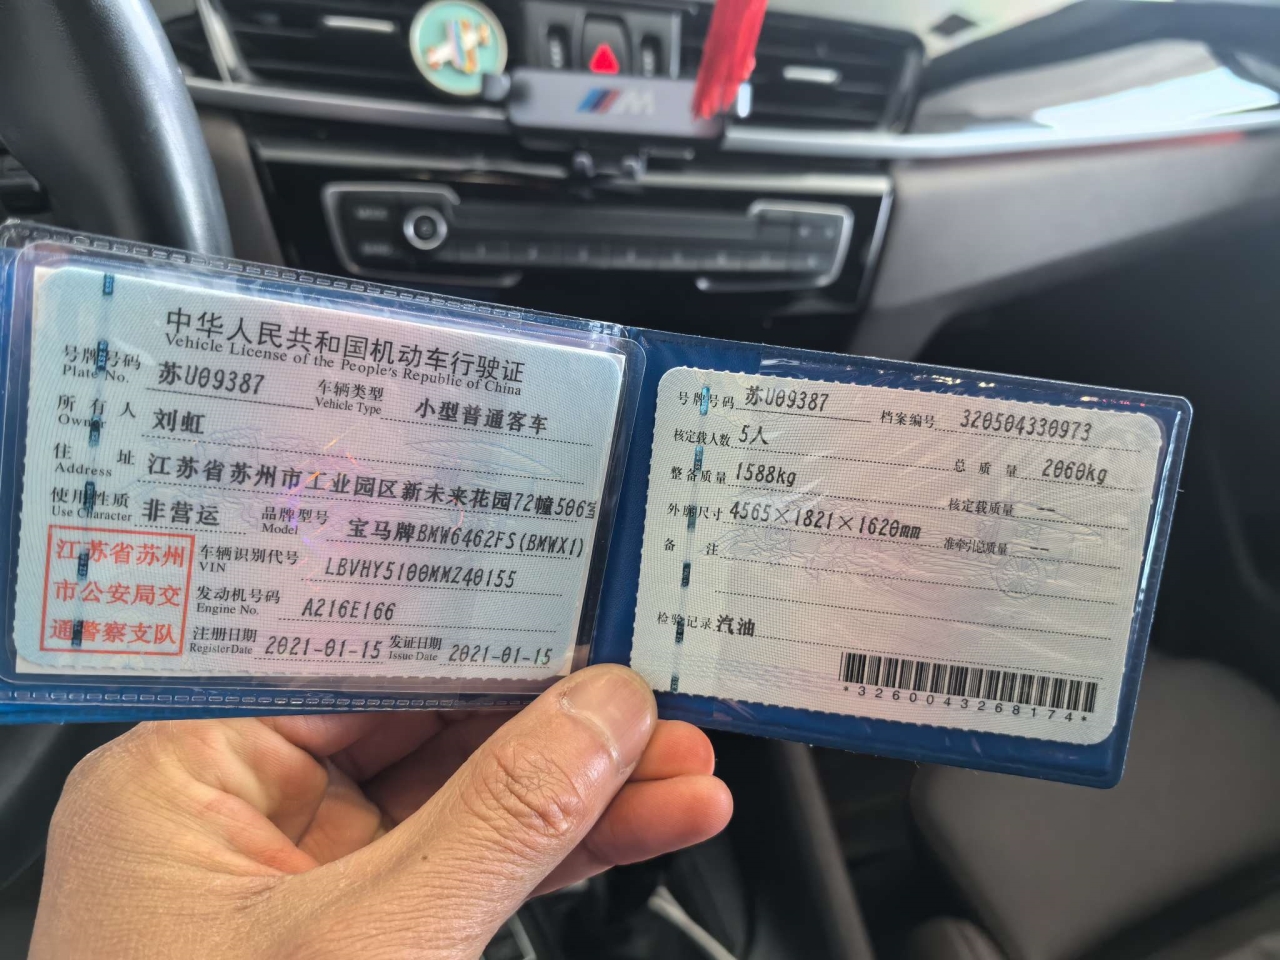 中华人民共和国机动车行驶证
Vehicle License of the People's Republic of China
号牌号码 苏U09387 车辆类型 小型普通客车
Plate No. Vehicle Type
所有人 刘虹
Owner
住址 江苏省苏州市工业园区新未来花园72幢506室
Address
使用性质 非营运 品牌型号 宝马牌BMW6462FS(BMWX1)
Use Character Model
江苏省苏州
市公安局交
通警察支队
车辆识别代号 LBVHY5100MMZ40155
VIN
发动机号码 A216E166
Engine No.
注册日期 2021-01-15 发证日期 2021-01-15
Register Date Issue Date
号牌号码 苏U09387 档案编号 320504330973
核定载人数 5人 总质量 2060kg
整备质量 1588kg 核定载质量 --
外廓尺寸 4565×1821×1620mm 准牵引总质量 --
备注
检验记录 汽油
*3260043268174*
M